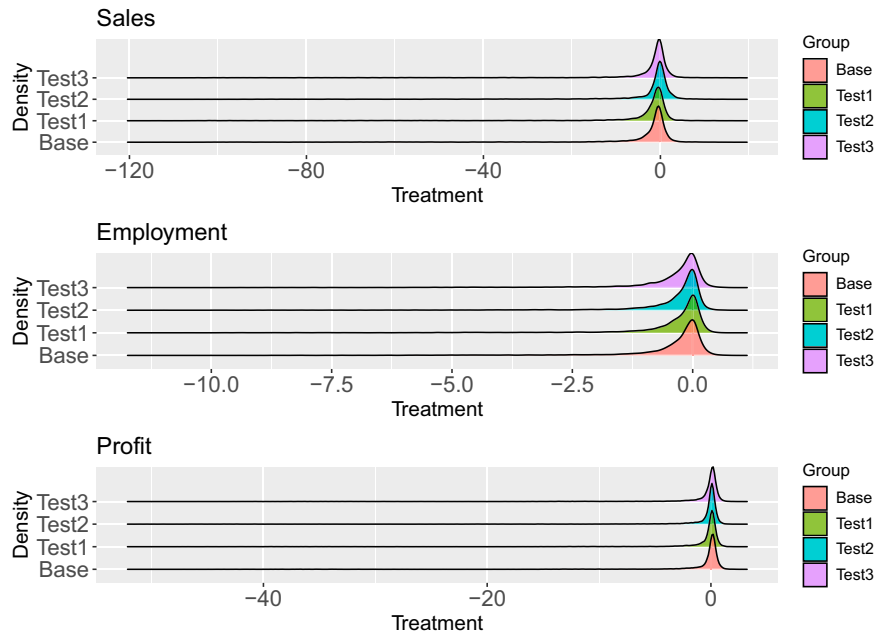 Sales
Density
Test3
Test2
Test1
Base
−120
−80
−40
0
Treatment
Group
Base
Test1
Test2
Test3
Employment
Density
Test3
Test2
Test1
Base
−10.0
−7.5
−5.0
−2.5
0.0
Treatment
Group
Base
Test1
Test2
Test3
Profit
Density
Test3
Test2
Test1
Base
−40
−20
0
Treatment
Group
Base
Test1
Test2
Test3